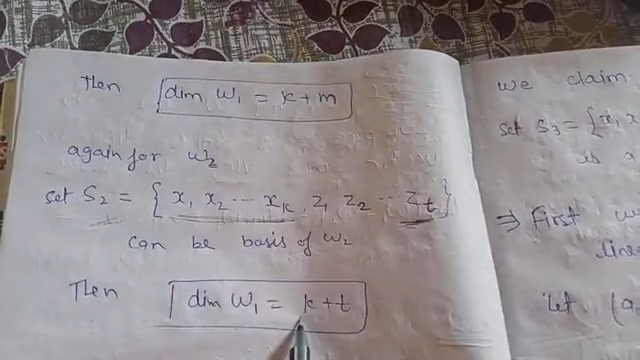 Then dim W₁ = k+m
again for W₂
set S₂ = { x₁ x₂ ... xₖ, z₁ z₂ ... zₜ}
can be basis of W₂
Then dim W₁ = k+t
we claim
set S₃ = {x₁
is
⇒ First
let